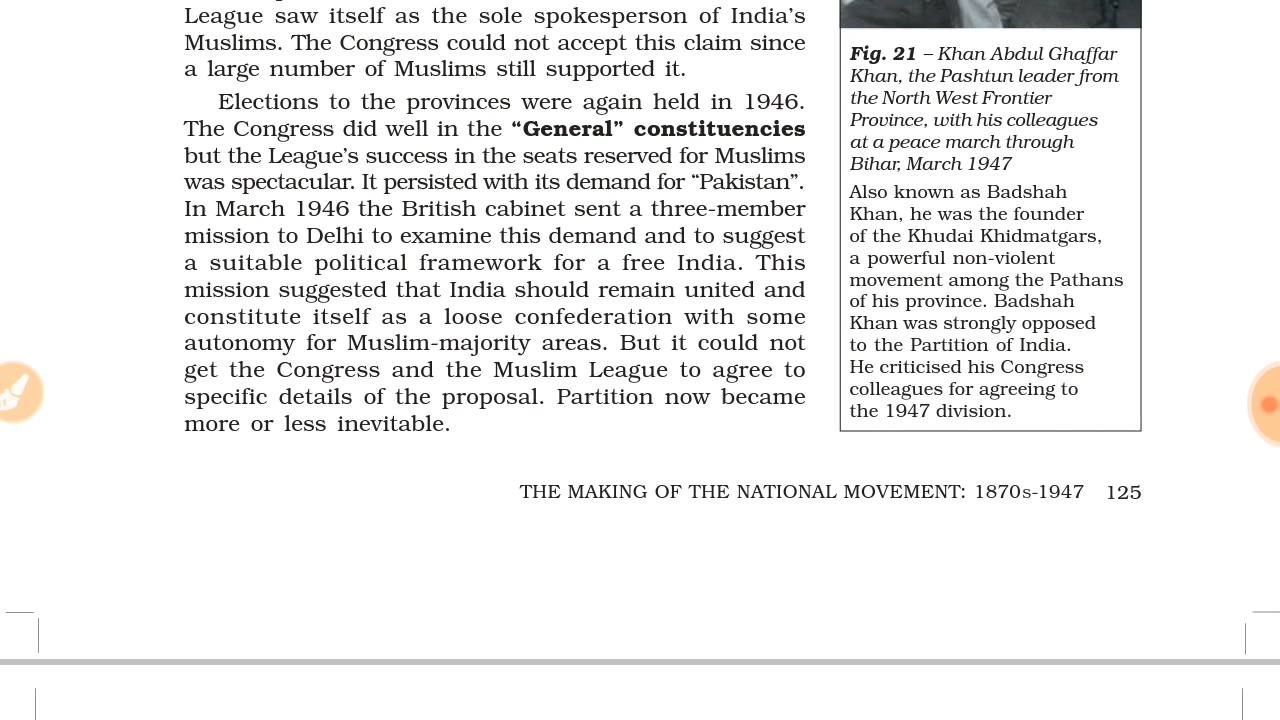 League saw itself as the sole spokesperson of India's
Muslims. The Congress could not accept this claim since
a large number of Muslims still supported it.
Elections to the provinces were again held in 1946.
The Congress did well in the “General” constituencies
but the League's success in the seats reserved for Muslims
was spectacular. It persisted with its demand for “Pakistan”.
In March 1946 the British cabinet sent a three-member
mission to Delhi to examine this demand and to suggest
a suitable political framework for a free India. This
mission suggested that India should remain united and
constitute itself as a loose confederation with some
autonomy for Muslim-majority areas. But it could not
get the Congress and the Muslim League to agree to
specific details of the proposal. Partition now became
more or less inevitable.
Fig. 21 – Khan Abdul Ghaffar
Khan, the Pashtun leader from
the North West Frontier
Province, with his colleagues
at a peace march through
Bihar, March 1947
Also known as Badshah
Khan, he was the founder
of the Khudai Khidmatgars,
a powerful non-violent
movement among the Pathans
of his province. Badshah
Khan was strongly opposed
to the Partition of India.
He criticised his Congress
colleagues for agreeing to
the 1947 division.
THE MAKING OF THE NATIONAL MOVEMENT: 1870s-1947 125